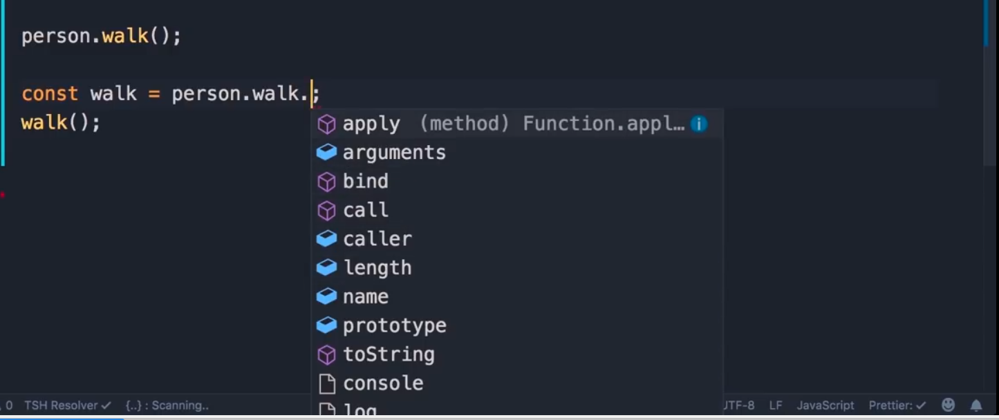 person.walk();
const walk = person.walk.;
walk();
apply (method) Function.appl…
arguments
bind
call
caller
length
name
prototype
toString
console
log
0 TSH Resolver ✓ {..} : Scanning.. UTF-8 LF JavaScript Prettier: ✓